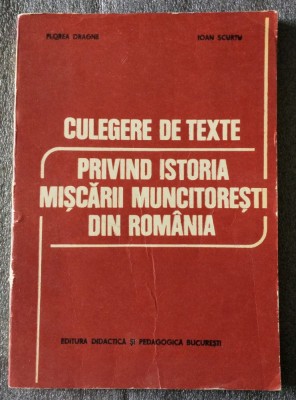 FLOREA DRAGNE
IOAN SCURTU
CULEGERE DE TEXTE
PRIVIND ISTORIA
MIȘCĂRII MUNCITOREȘTI
DIN ROMÂNIA
EDITURA DIDACTICĂ ȘI PEDAGOGICĂ BUCUREȘTI